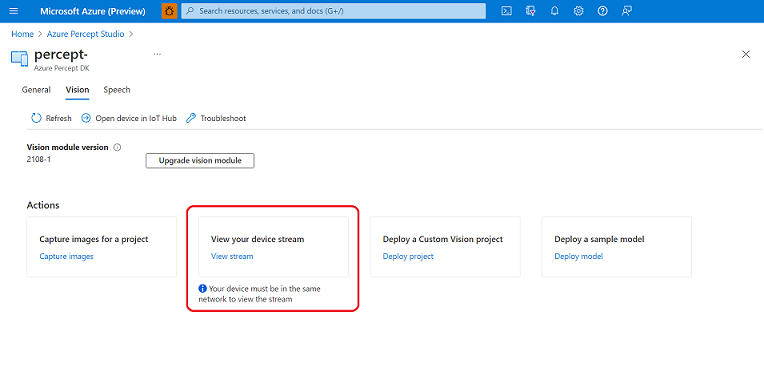 Microsoft Azure (Preview)
Search resources, services, and docs (G+/)
Home > Azure Percept Studio >
percept-
...
Azure Percept DK
General Vision Speech
Refresh Open device in IoT Hub Troubleshoot
Vision module version
2108-1
Upgrade vision module
Actions
Capture images for a project
Capture images
View your device stream
View stream
Your device must be in the same
network to view the stream
Deploy a Custom Vision project
Deploy project
Deploy a sample model
Deploy model